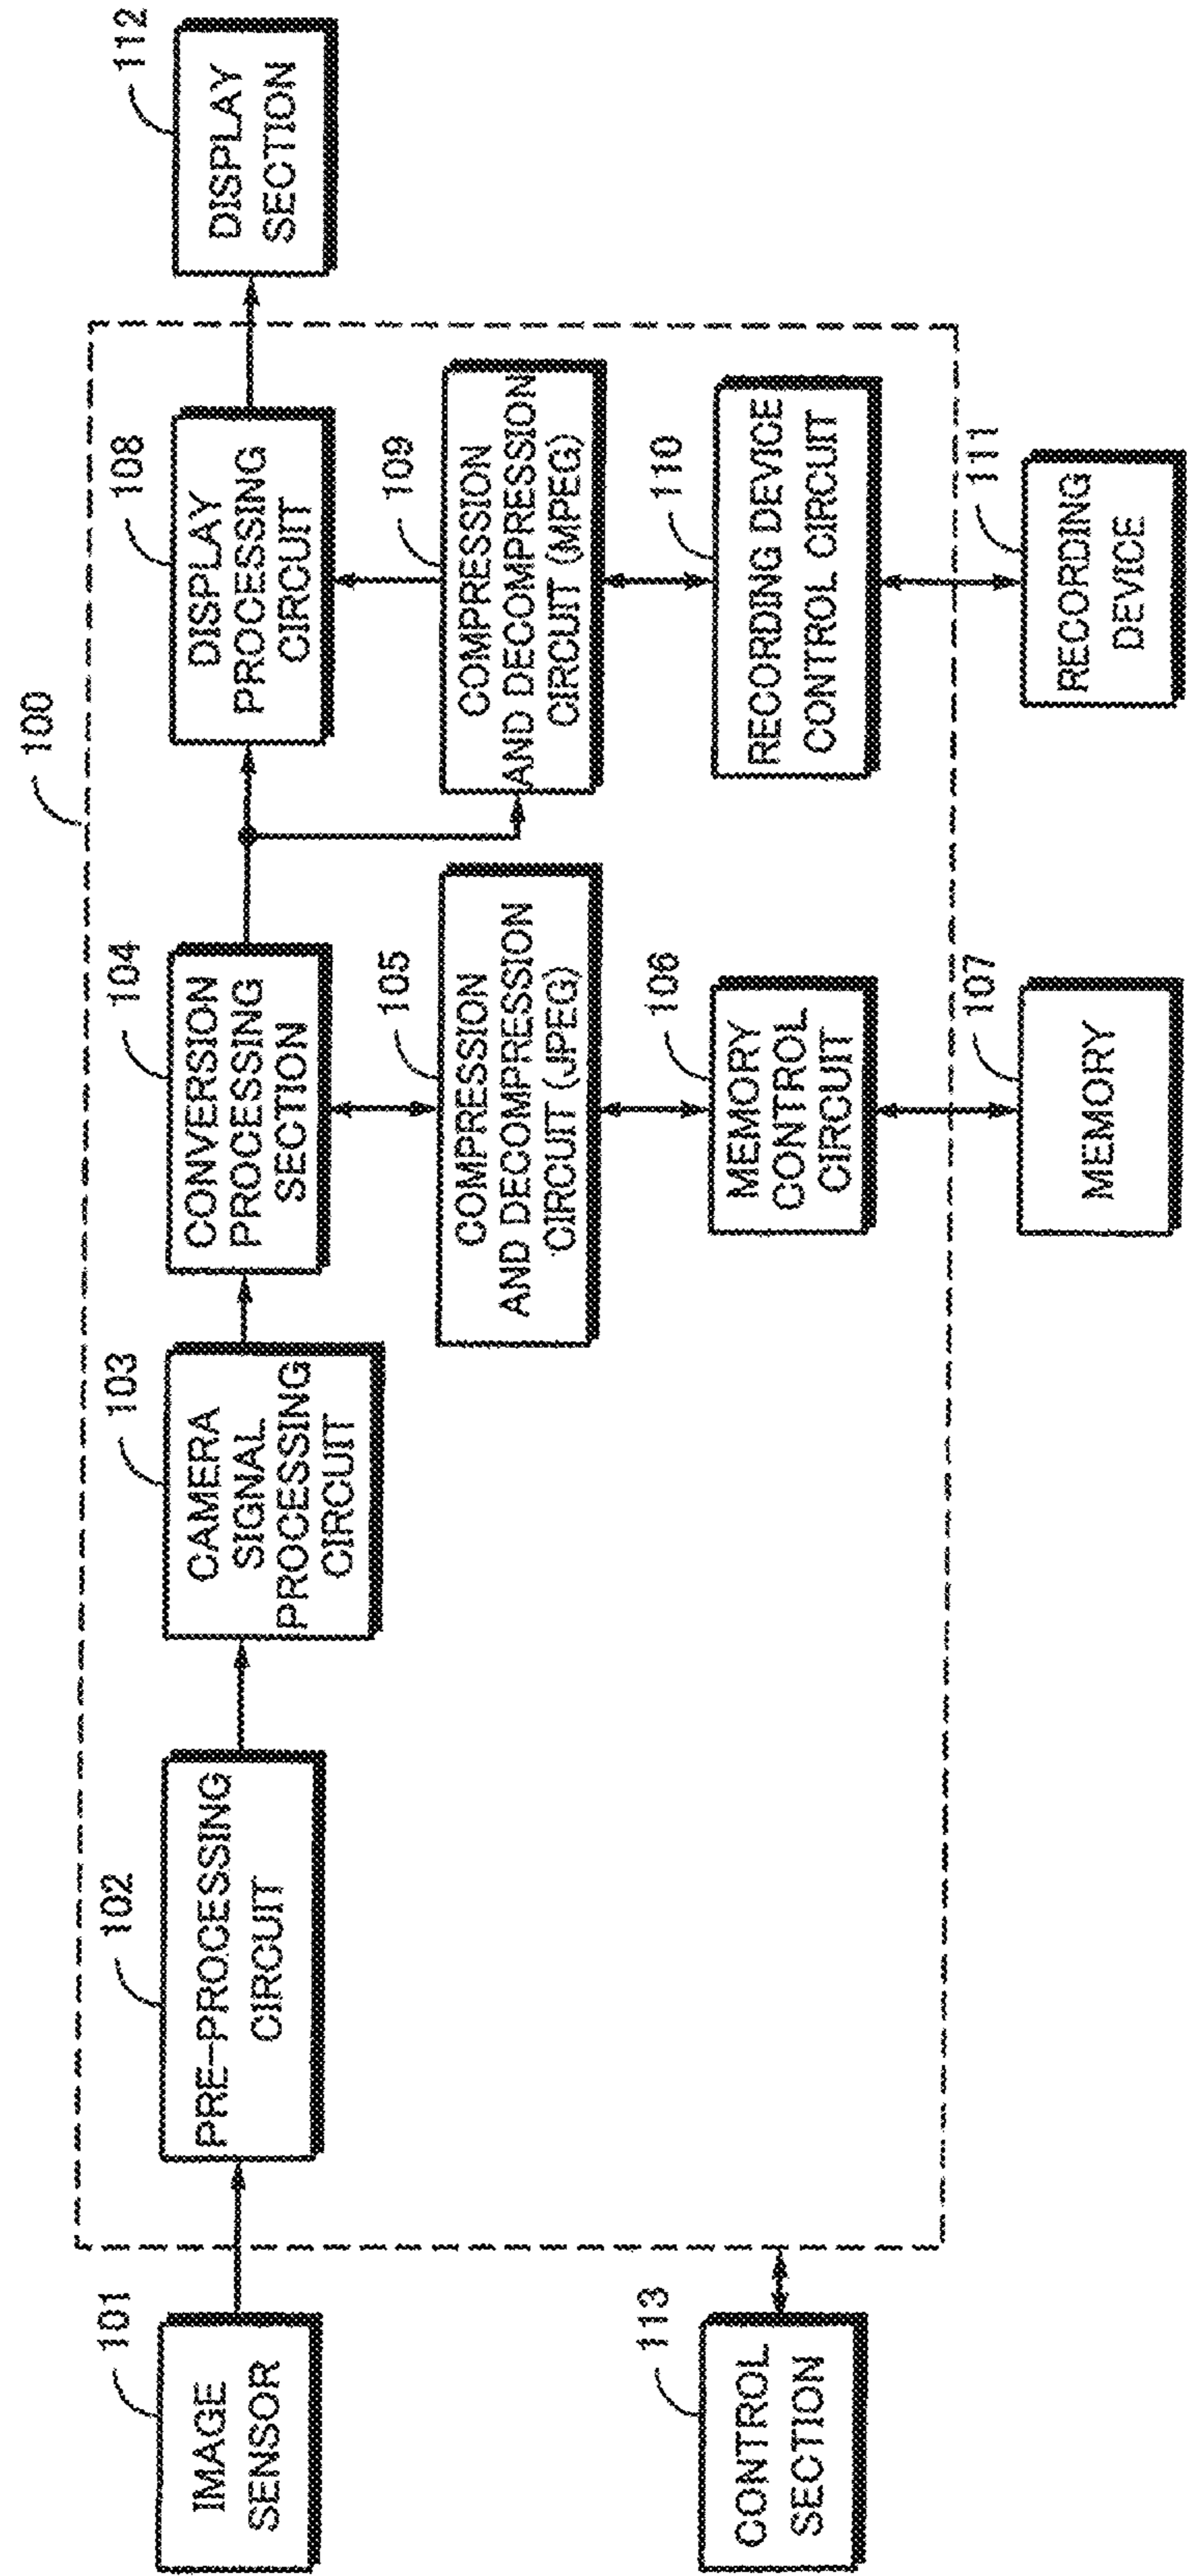 100
101
IMAGE
SENSOR
102
PRE-PROCESSING
CIRCUIT
103
CAMERA
SIGNAL
PROCESSING
CIRCUIT
104
CONVERSION
PROCESSING
SECTION
108
DISPLAY
PROCESSING
CIRCUIT
112
DISPLAY
SECTION
105
COMPRESSION
AND DECOMPRESSION
CIRCUIT (JPEG)
109
COMPRESSION
AND DECOMPRESSION
CIRCUIT (MPEG)
113
CONTROL
SECTION
106
MEMORY
CONTROL
CIRCUIT
110
RECORDING DEVICE
CONTROL CIRCUIT
107
MEMORY
111
RECORDING
DEVICE